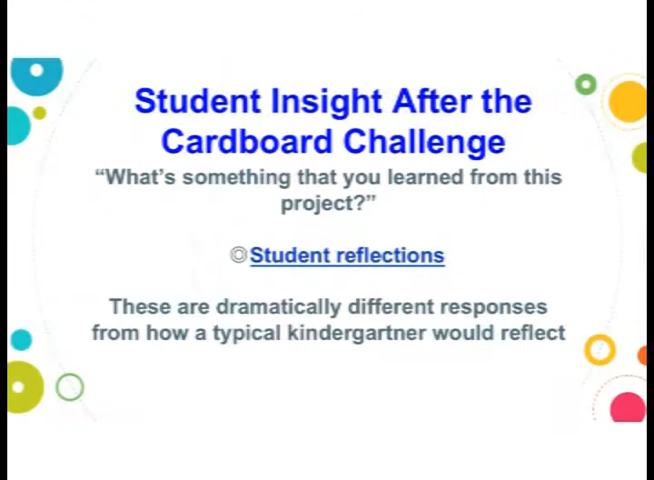 Student Insight After the
Cardboard Challenge
“What’s something that you learned from this
project?”
◎Student reflections
These are dramatically different responses
from how a typical kindergartner would reflect